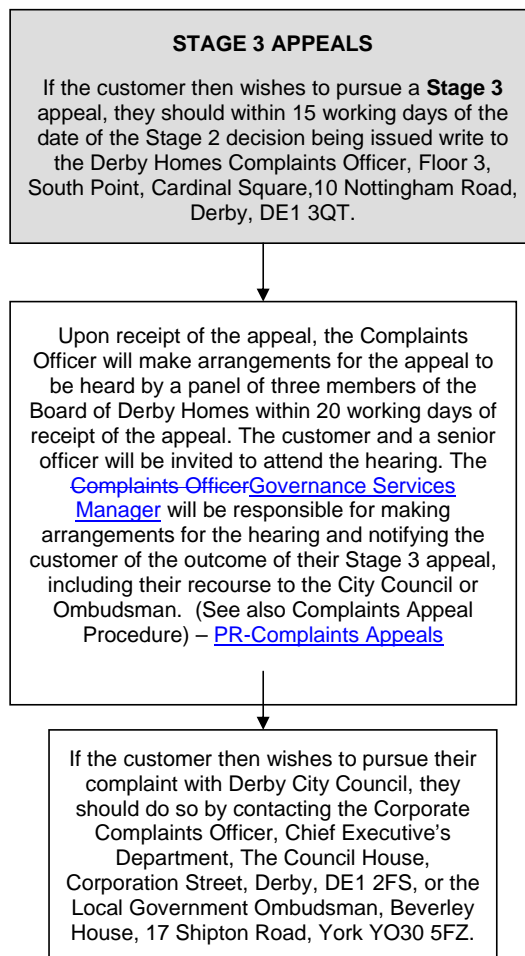 STAGE 3 APPEALS
If the customer then wishes to pursue a Stage 3
appeal, they should within 15 working days of the
date of the Stage 2 decision being issued write to
the Derby Homes Complaints Officer, Floor 3,
South Point, Cardinal Square,10 Nottingham Road,
Derby, DE1 3QT.
Upon receipt of the appeal, the Complaints
Officer will make arrangements for the appeal to
be heard by a panel of three members of the
Board of Derby Homes within 20 working days of
receipt of the appeal. The customer and a senior
officer will be invited to attend the hearing. The
Complaints OfficerGovernance Services
Manager will be responsible for making
arrangements for the hearing and notifying the
customer of the outcome of their Stage 3 appeal,
including their recourse to the City Council or
Ombudsman.  (See also Complaints Appeal
Procedure) – PR-Complaints Appeals
If the customer then wishes to pursue their
complaint with Derby City Council, they
should do so by contacting the Corporate
Complaints Officer, Chief Executive’s
Department, The Council House,
Corporation Street, Derby, DE1 2FS, or the
Local Government Ombudsman, Beverley
House, 17 Shipton Road, York YO30 5FZ.